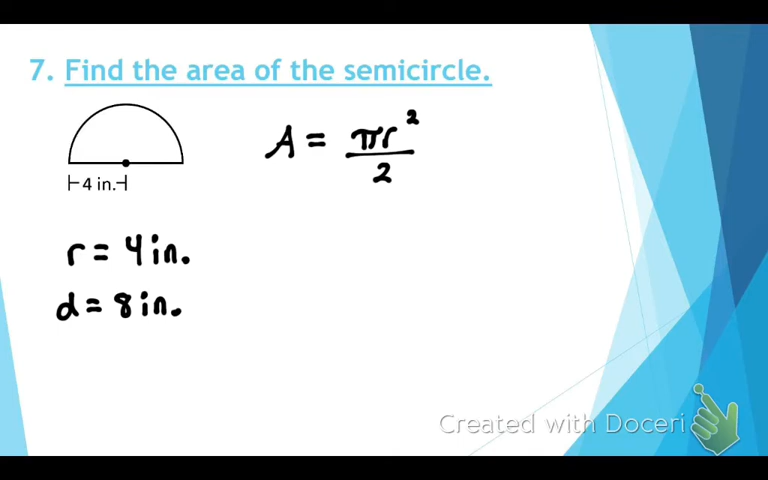 7. Find the area of the semicircle.
A = πr²/2
4 in.
r = 4 in.
d = 8 in.
Created with Doceri